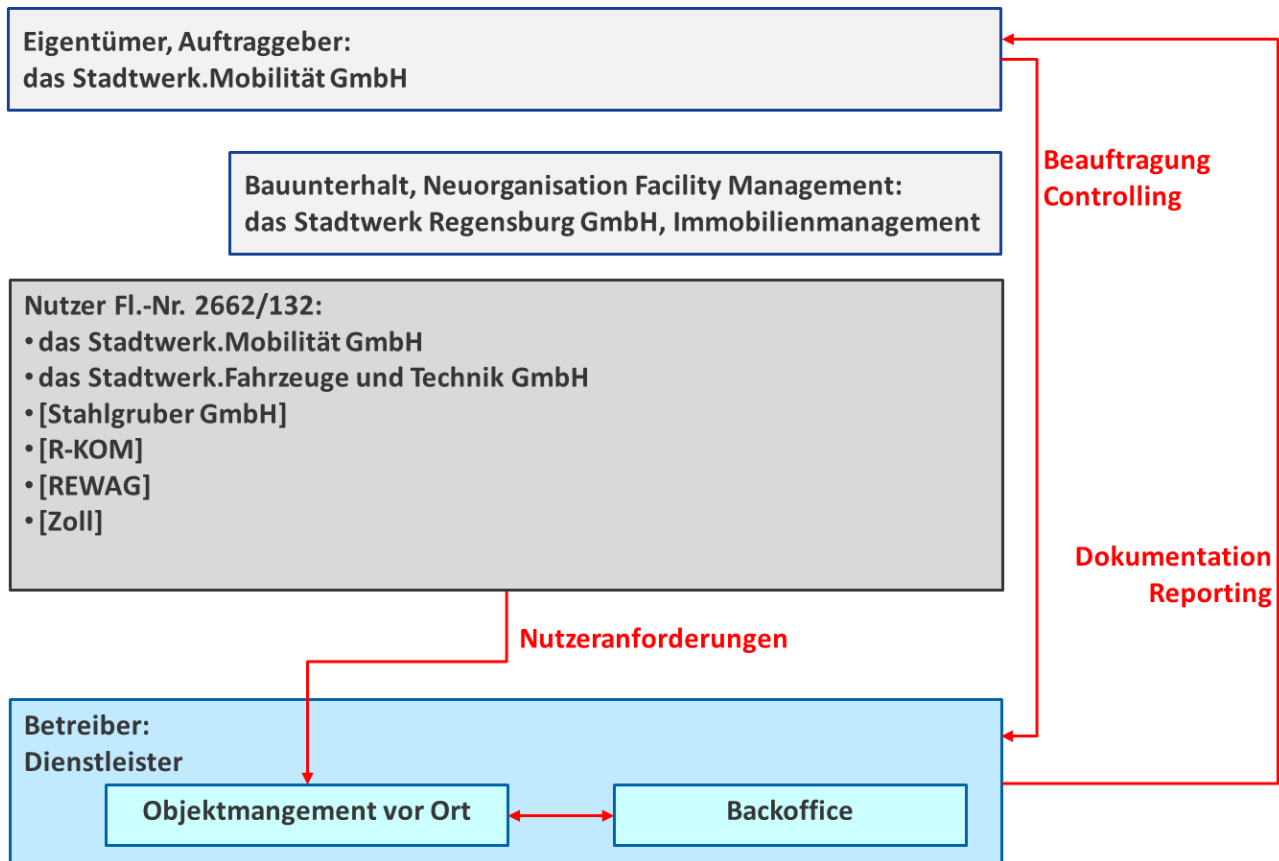 Eigentümer, Auftraggeber:
das Stadtwerk.Mobilität GmbH
Beauftragung
Controlling
Bauunterhalt, Neuorganisation Facility Management:
das Stadtwerk Regensburg GmbH, Immobilienmanagement
Nutzer Fl.-Nr. 2662/132:
• das Stadtwerk.Mobilität GmbH
• das Stadtwerk.Fahrzeuge und Technik GmbH
• [Stahlgruber GmbH]
• [R-KOM]
• [REWAG]
• [Zoll]
Dokumentation
Reporting
Nutzeranforderungen
Betreiber:
Dienstleister
Objektmangement vor Ort
Backoffice